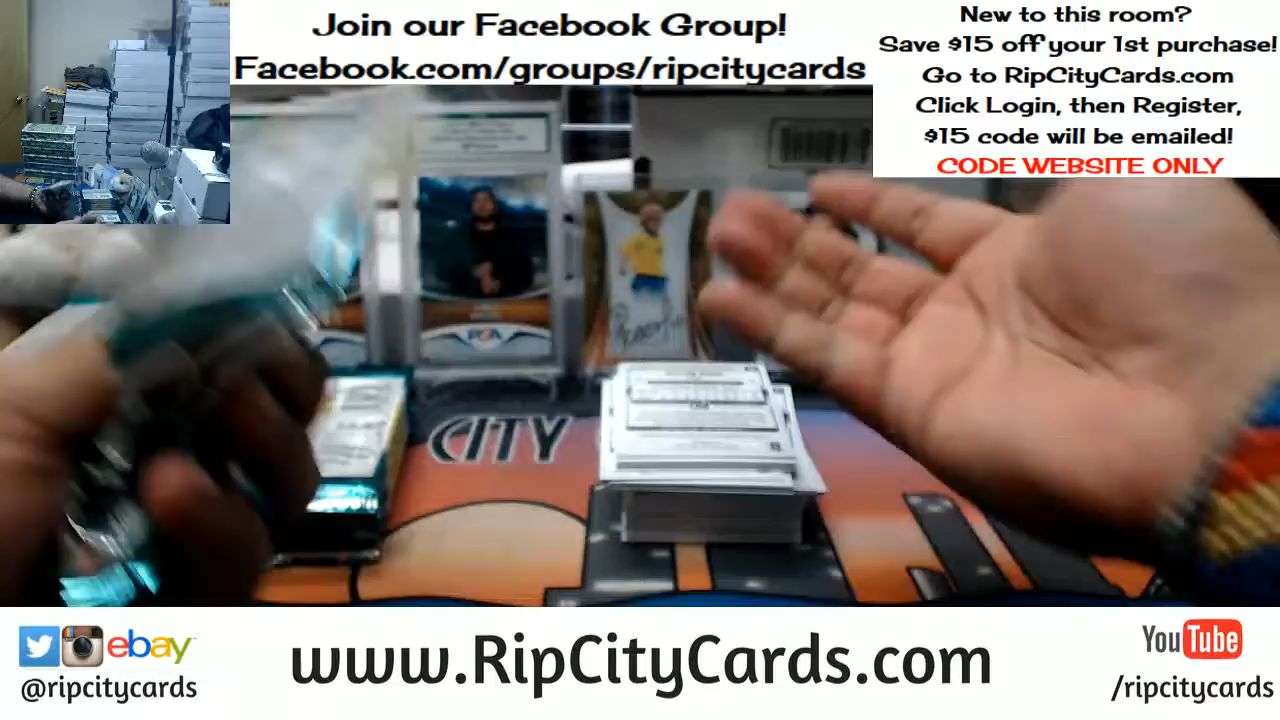 Join our Facebook Group!
Facebook.com/groups/ripcitycards
New to this room?
Save $15 off your 1st purchase!
Go to RipCityCards.com
Click Login, then Register,
$15 code will be emailed!
CODE WEBSITE ONLY
PSA
CITY
ebay
@ripcitycards
www.RipCityCards.com
YouTube
/ripcitycards